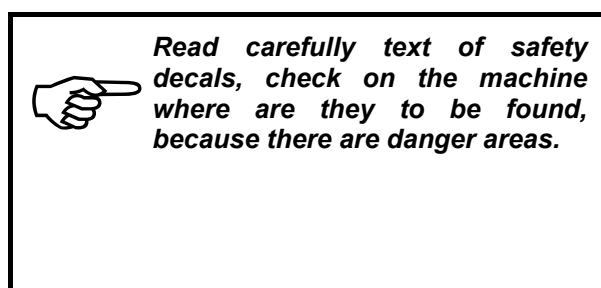 Read carefully text of safety
decals, check on the machine
where are they to be found,
because there are danger areas.